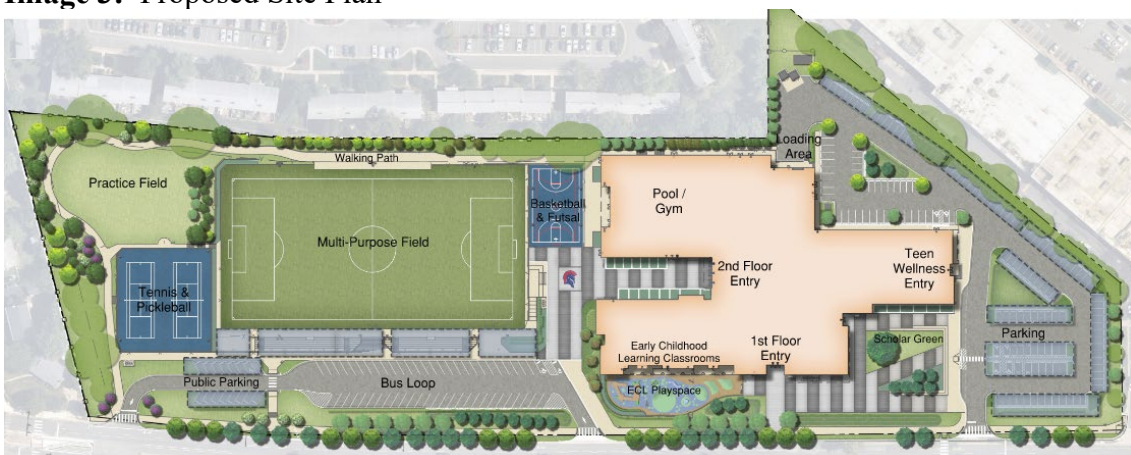 Image 3: Proposed Site Plan
Loading
Area
Walking Path
Practice Field
Pool /
Gym
Basketball
& Futsal
Multi-Purpose Field
Teen
Wellness
Entry
2nd Floor
Entry
Tennis &
Pickleball
Parking
Scholar Green
Early Childhood
Learning Classrooms
1st Floor
Entry
Public Parking
Bus Loop
ECL Playspace